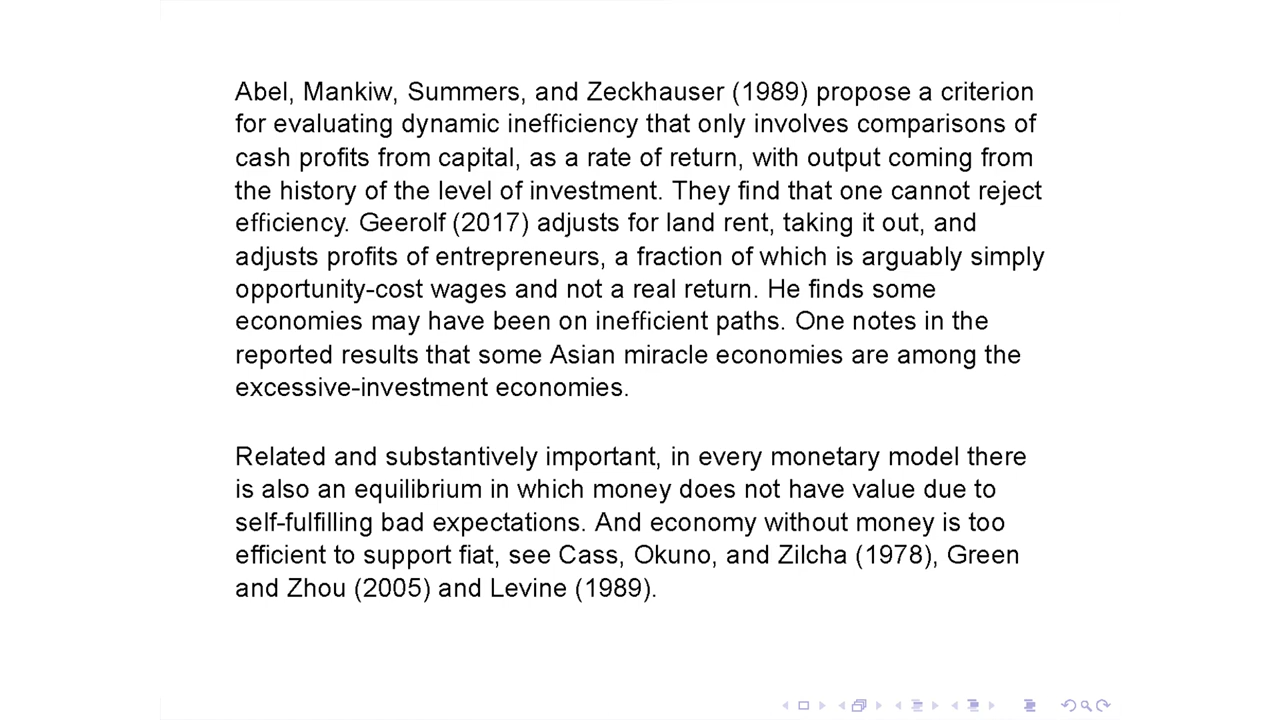 Abel, Mankiw, Summers, and Zeckhauser (1989) propose a criterion
for evaluating dynamic inefficiency that only involves comparisons of
cash profits from capital, as a rate of return, with output coming from
the history of the level of investment. They find that one cannot reject
efficiency. Geerolf (2017) adjusts for land rent, taking it out, and
adjusts profits of entrepreneurs, a fraction of which is arguably simply
opportunity-cost wages and not a real return. He finds some
economies may have been on inefficient paths. One notes in the
reported results that some Asian miracle economies are among the
excessive-investment economies.
Related and substantively important, in every monetary model there
is also an equilibrium in which money does not have value due to
self-fulfilling bad expectations. And economy without money is too
efficient to support fiat, see Cass, Okuno, and Zilcha (1978), Green
and Zhou (2005) and Levine (1989).